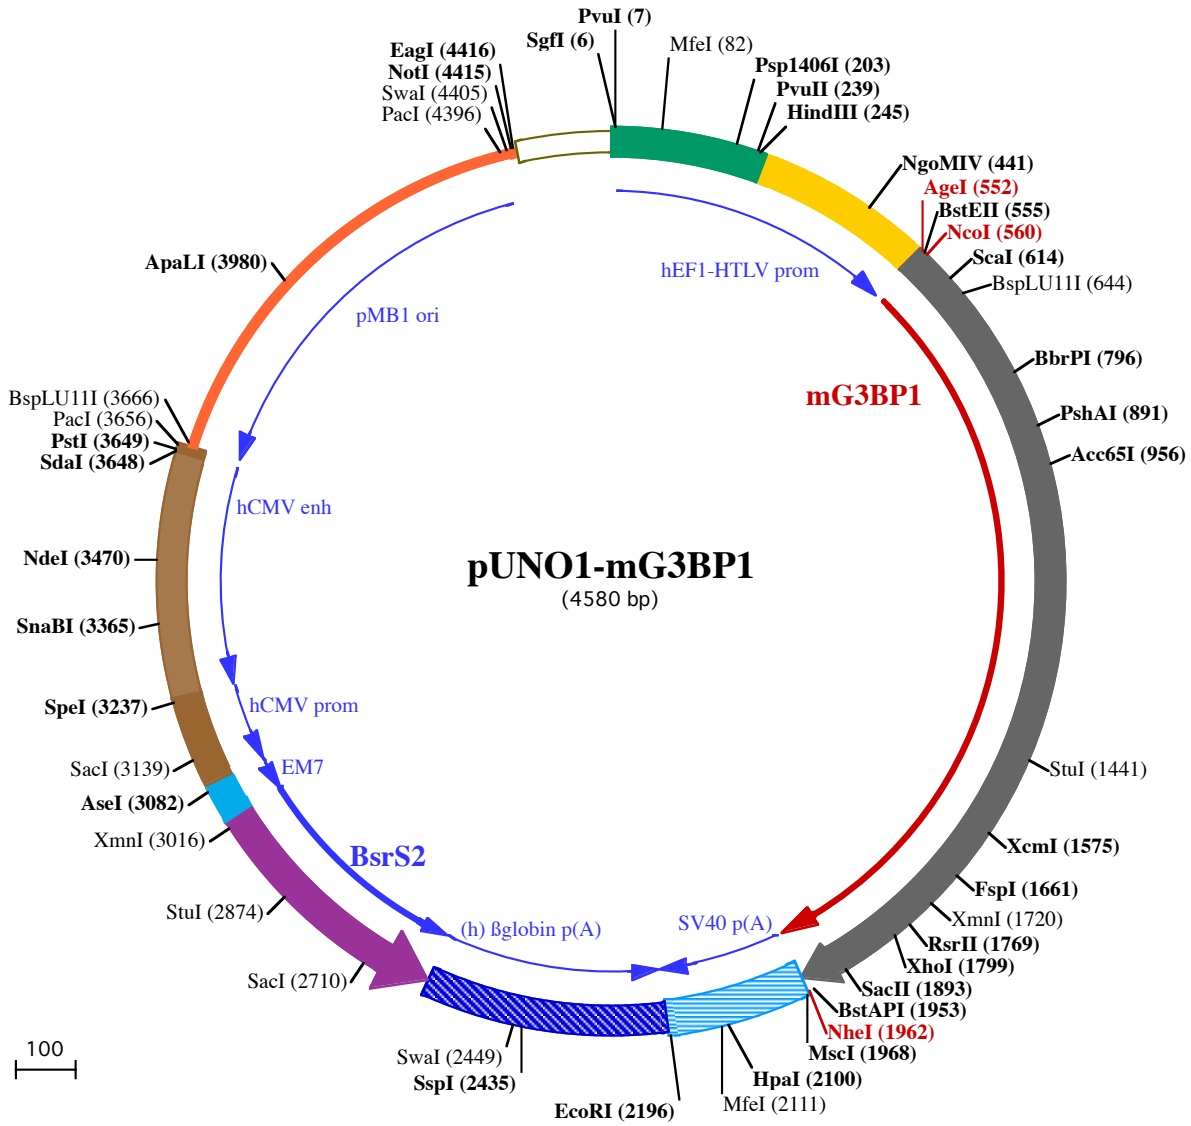 PvuI (7)
SgfI (6)
MfeI (82)
Psp1406I (203)
PvuII (239)
HindIII (245)
EagI (4416)
NotI (4415)
SwaI (4405)
PacI (4396)
NgoMIV (441)
AgeI (552)
BstEII (555)
NcoI (560)
ScaI (614)
BspLU11I (644)
ApaLI (3980)
hEF1-HTLV prom
pMB1 ori
BbrPI (796)
mG3BP1
PshAI (891)
Acc65I (956)
BspLU11I (3666)
PacI (3656)
PstI (3649)
SdaI (3648)
hCMV enh
NdeI (3470)
pUNO1-mG3BP1
(4580 bp)
SnaBI (3365)
SpeI (3237)
hCMV prom
SacI (3139)
EM7
StuI (1441)
AseI (3082)
XmnI (3016)
BsrS2
XcmI (1575)
FspI (1661)
StuI (2874)
XmnI (1720)
(h) ßglobin p(A)
SV40 p(A)
RsrII (1769)
XhoI (1799)
SacI (2710)
SacII (1893)
BstAPI (1953)
NheI (1962)
MscI (1968)
100
SwaI (2449)
SspI (2435)
HpaI (2100)
MfeI (2111)
EcoRI (2196)